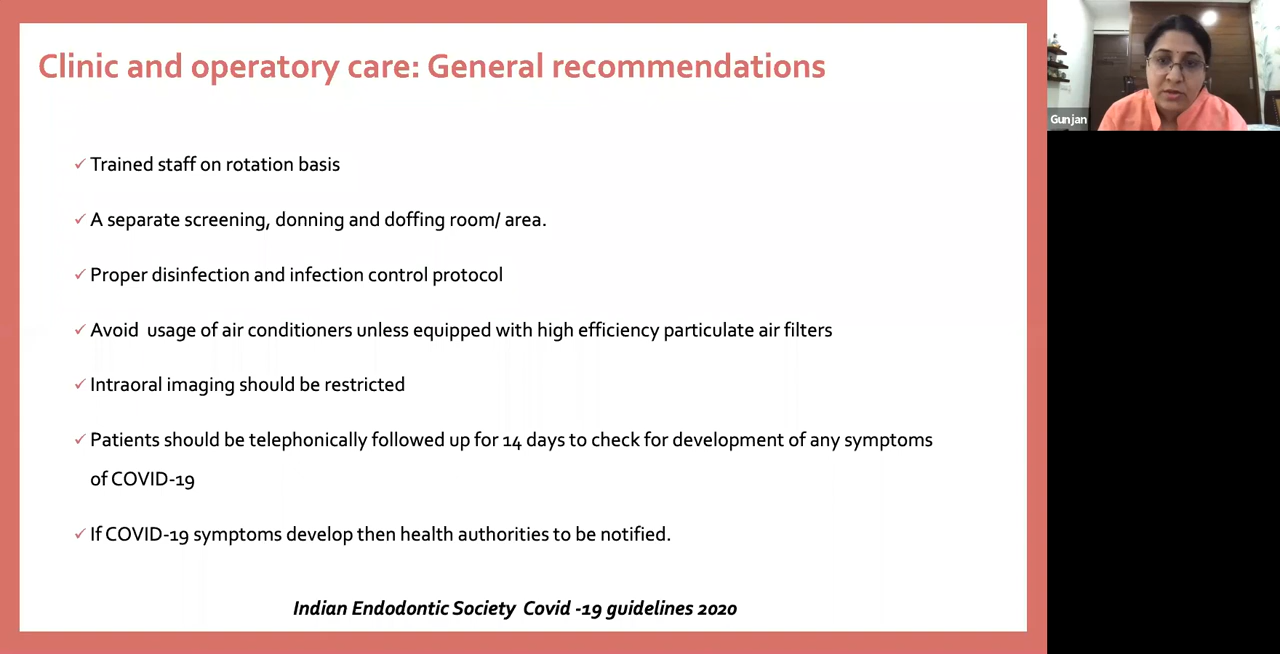 Clinic and operatory care: General recommendations
✓ Trained staff on rotation basis
✓ A separate screening, donning and doffing room/ area.
✓ Proper disinfection and infection control protocol
✓ Avoid usage of air conditioners unless equipped with high efficiency particulate air filters
✓ Intraoral imaging should be restricted
✓ Patients should be telephonically followed up for 14 days to check for development of any symptoms
of COVID-19
✓ If COVID-19 symptoms develop then health authorities to be notified.
Indian Endodontic Society Covid -19 guidelines 2020
Gunjan